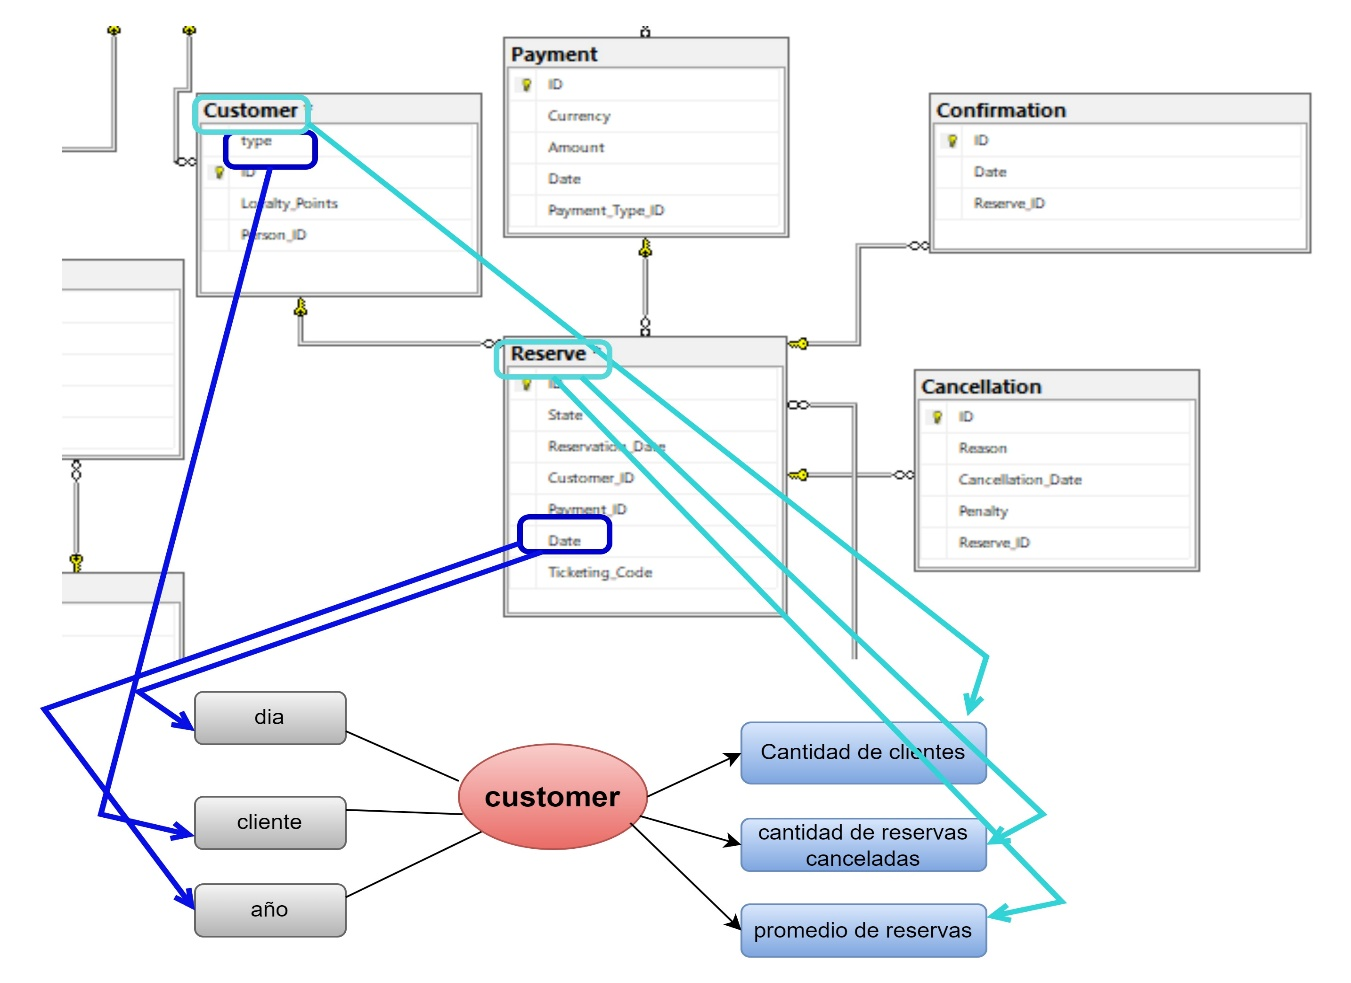 Payment
ID
Currency
Amount
Date
Payment_Type_ID
Customer *
type
ID
Loyalty_Points
Person_ID
Confirmation
ID
Date
Reserve_ID
Reserve *
ID
State
Reservation_Date
Customer_ID
Payment_ID
Date
Ticketing_Code
Cancellation
ID
Reason
Cancellation_Date
Penalty
Reserve_ID
dia
cliente
año
customer
Cantidad de clientes
cantidad de reservas
canceladas
promedio de reservas